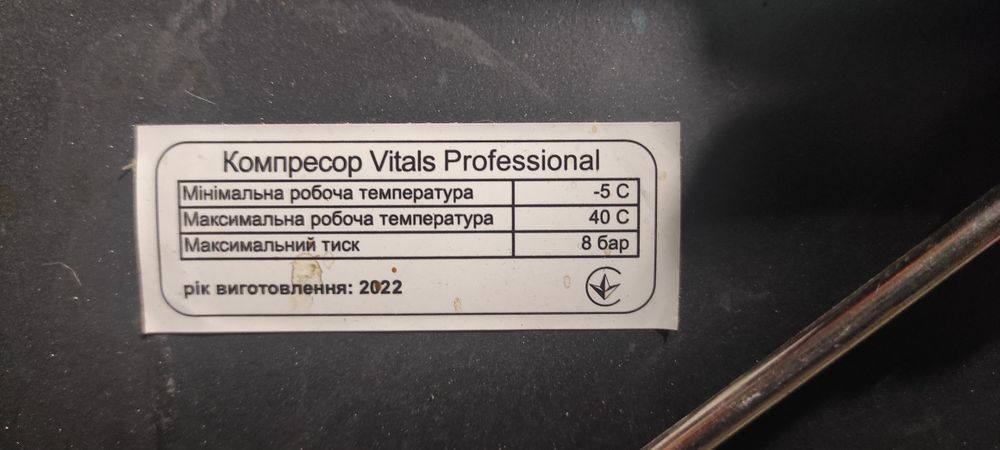 Компресор Vitals Professional
Мінімальна робоча температура -5 С
Максимальна робоча температура 40 С
Максимальний тиск 8 бар
рік виготовлення: 2022